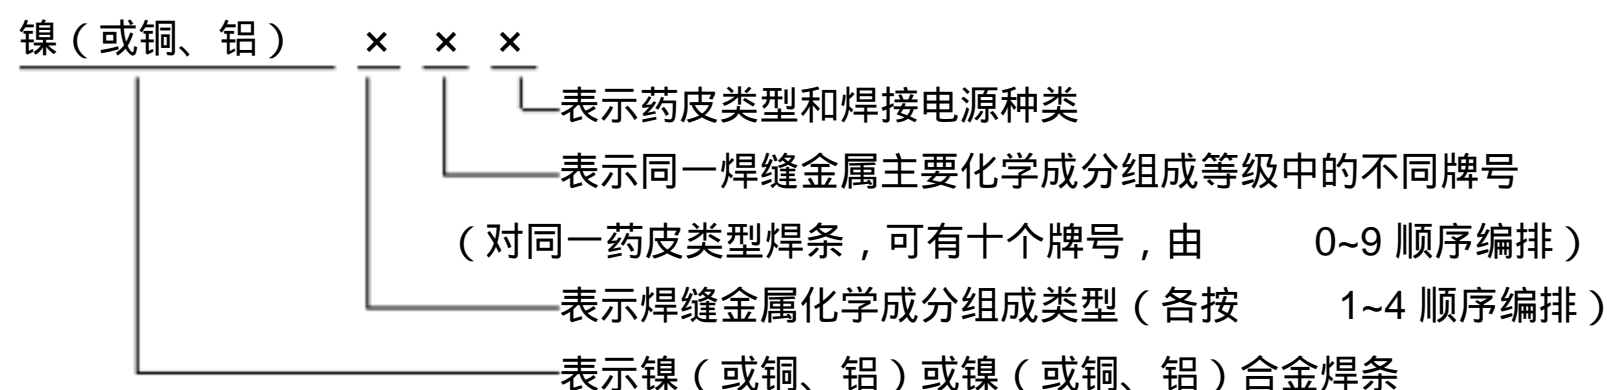 镍（或铜、铝） × × ×
表示药皮类型和焊接电源种类
表示同一焊缝金属主要化学成分组成等级中的不同牌号
（对同一药皮类型焊条，可有十个牌号，由 0~9 顺序编排）
表示焊缝金属化学成分组成类型（各按 1~4 顺序编排）
表示镍（或铜、铝）或镍（或铜、铝）合金焊条